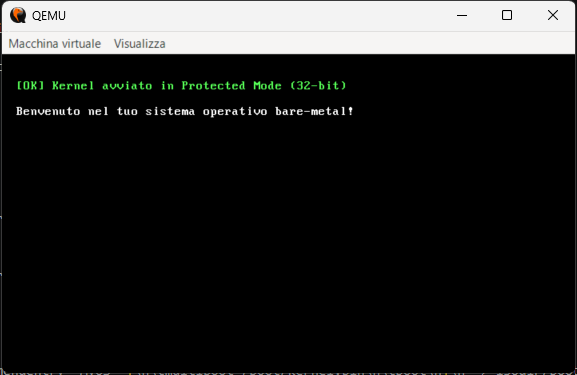 QEMU
Macchina virtuale Visualizza
[OK] Kernel avviato in Protected Mode (32-bit)
Benvenuto nel tuo sistema operativo bare-metal!